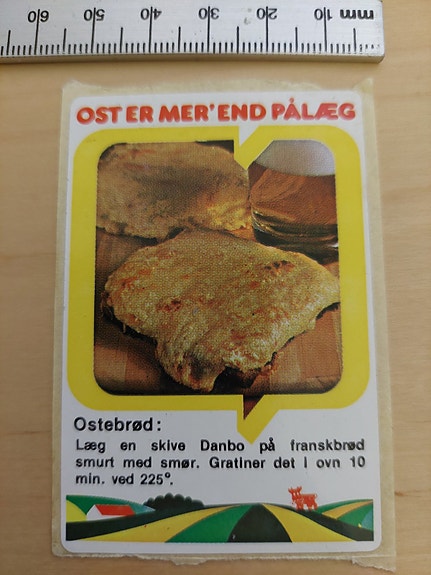 mm 10 20 30 40 50 60
OST ER MER' END PÅLÆG
Ostebrød:
Læg en skive Danbo på franskbrød
smurt med smør. Gratiner det i ovn 10
min. ved 225°.